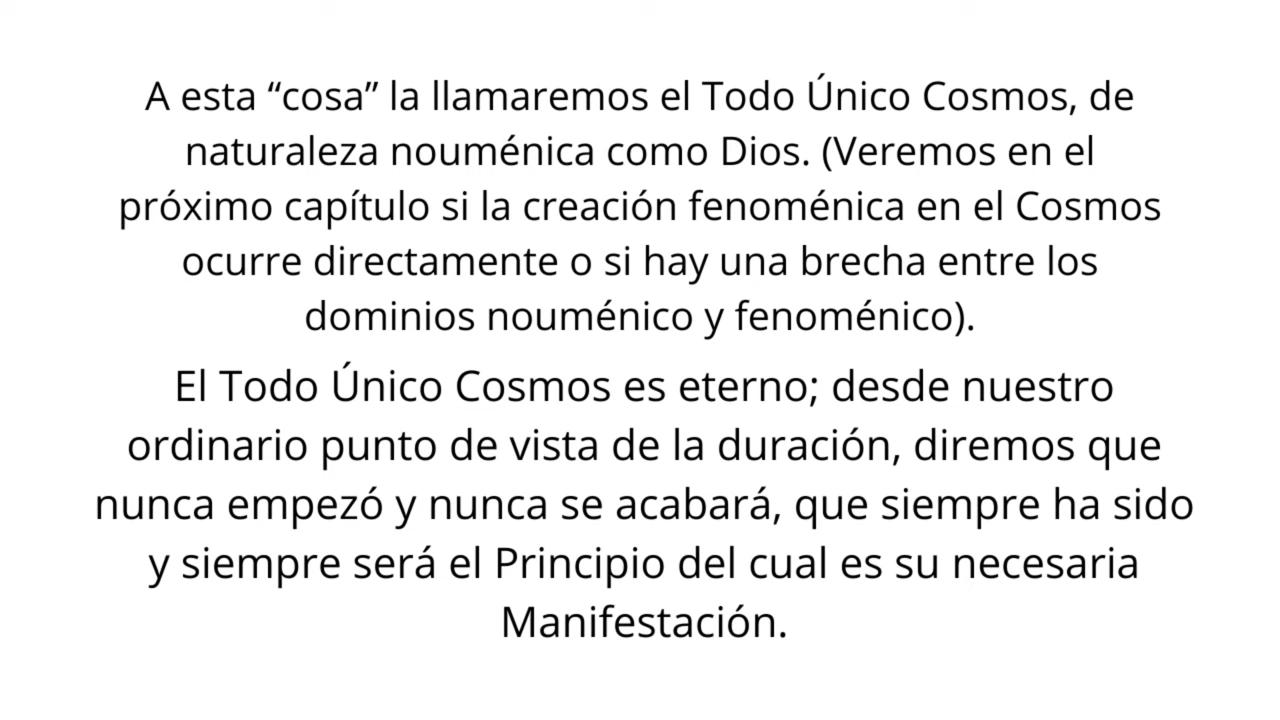 A esta “cosa” la llamaremos el Todo Único Cosmos, de
naturaleza nouménica como Dios. (Veremos en el
próximo capítulo si la creación fenoménica en el Cosmos
ocurre directamente o si hay una brecha entre los
dominios nouménico y fenoménico).
El Todo Único Cosmos es eterno; desde nuestro
ordinario punto de vista de la duración, diremos que
nunca empezó y nunca se acabará, que siempre ha sido
y siempre será el Principio del cual es su necesaria
Manifestación.